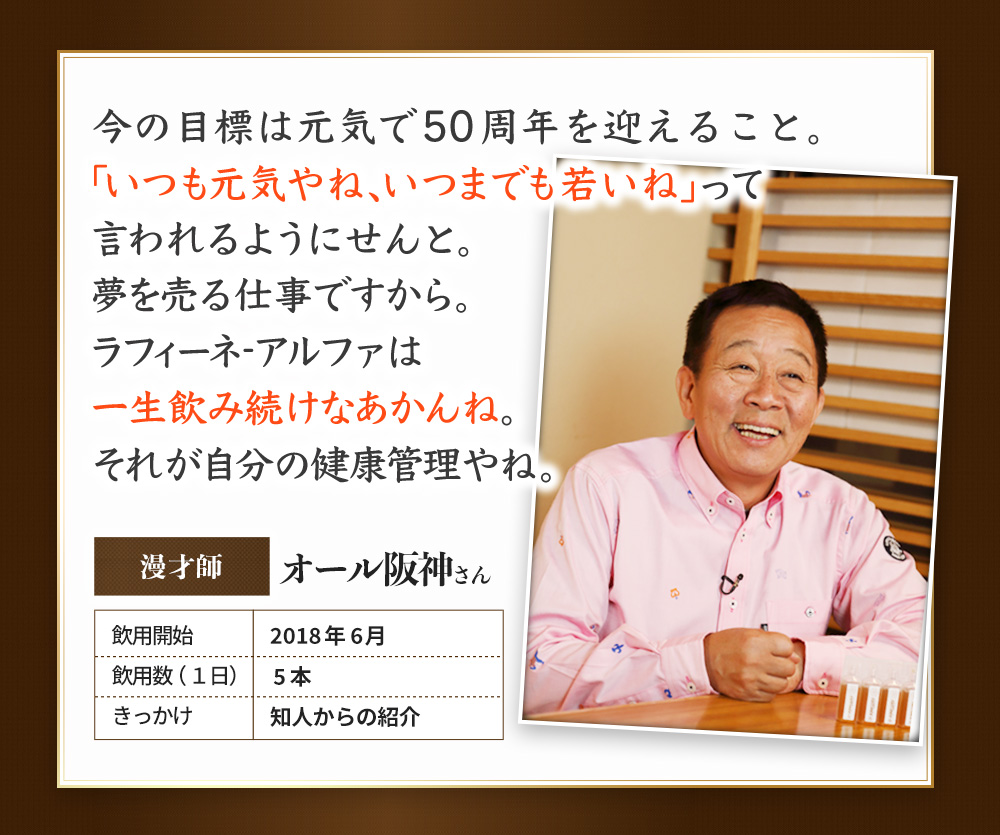 今の目標は元気で50周年を迎えること。
「いつも元気やね、いつまでも若いね」って
言われるようにせんと。
夢を売る仕事ですから。
ラフィーネ-アルファは
一生飲み続けなあかんね。
それが自分の健康管理やね。
漫才師 オール阪神さん
飲用開始 2018年6月
飲用数（1日） 5本
きっかけ 知人からの紹介